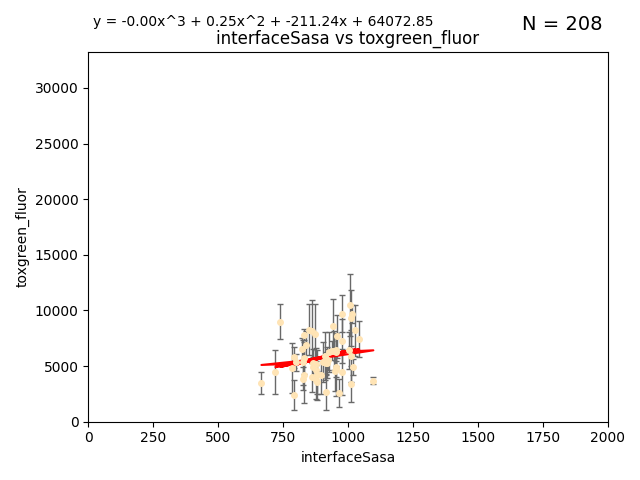 y = -0.00x^3 + 0.25x^2 + -211.24x + 64072.85
N = 208
interfaceSasa vs toxgreen_fluor
30000
25000
20000
15000
10000
5000
0
toxgreen_fluor
0 250 500 750 1000 1250 1500 1750 2000
interfaceSasa